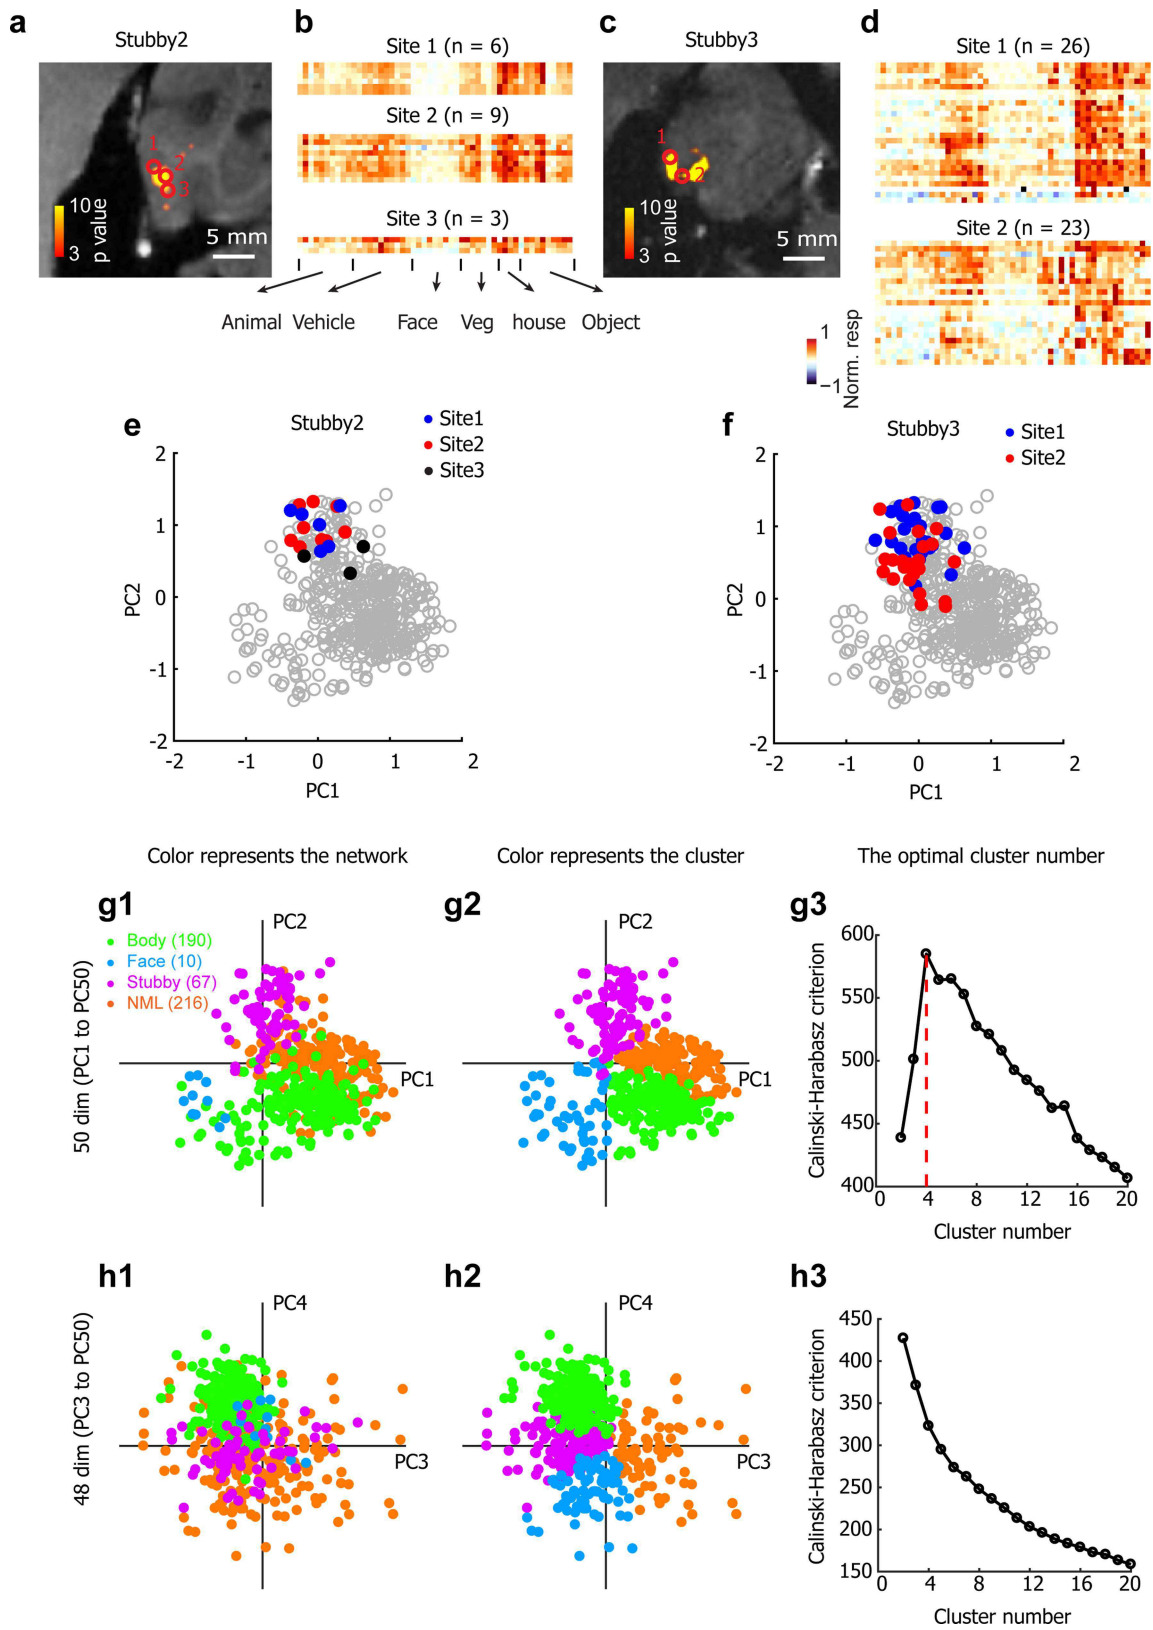 a
Stubby2
1
2
3
10
3
p value
5 mm
b
Site 1 (n = 6)
Site 2 (n = 9)
Site 3 (n = 3)
Animal Vehicle Face Veg house Object
c
Stubby3
1
2
10
3
p value
5 mm
d
Site 1 (n = 26)
Site 2 (n = 23)
1
−1
Norm. resp
e
Stubby2
Site1
Site2
Site3
2
1
0
-1
-2
PC2
-2 -1 0 1 2
PC1
f
Stubby3
Site1
Site2
2
1
0
-1
-2
PC2
-2 -1 0 1 2
PC1
Color represents the network
Color represents the cluster
The optimal cluster number
50 dim (PC1 to PC50)
g1
PC2
Body (190)
Face (10)
Stubby (67)
NML (216)
PC1
g2
PC2
PC1
g3
600
550
500
450
400
Calinski-Harabasz criterion
0 4 8 12 16 20
Cluster number
48 dim (PC3 to PC50)
h1
PC4
PC3
h2
PC4
PC3
h3
450
400
350
300
250
200
150
Calinski-Harabasz criterion
0 4 8 12 16 20
Cluster number